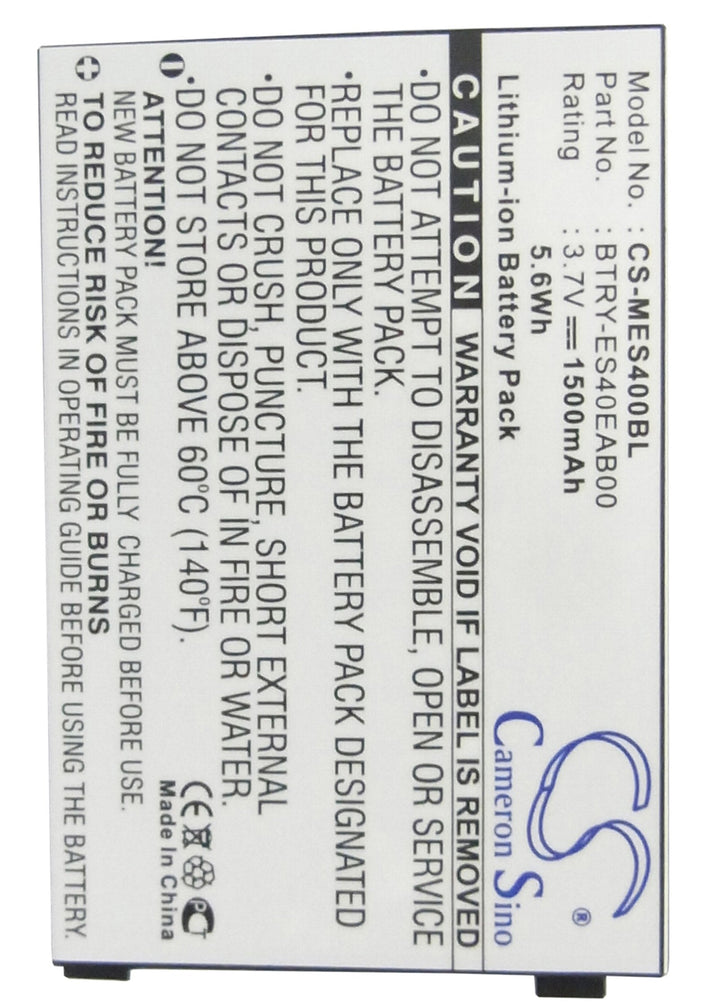 Model No. : CS-MES400BL
Part No. : BTRY-ES40EAB00
Rating : 3.7V 1500mAh
5.6Wh
Lithium-ion Battery Pack
CS®
Cameron Sino
CAUTION WARRANTY VOID IF LABEL IS REMOVED
·DO NOT ATTEMPT TO DISASSEMBLE, OPEN OR SERVICE
THE BATTERY PACK.
·REPLACE ONLY WITH THE BATTERY PACK DESIGNATED
FOR THIS PRODUCT.
·DO NOT CRUSH, PUNCTURE, SHORT EXTERNAL
CONTACTS OR DISPOSE OF IN FIRE OR WATER.
·DO NOT STORE ABOVE 60°C (140°F).
ATTENTION!
NEW BATTERY PACK MUST BE FULLY CHARGED BEFORE USE.
TO REDUCE RISK OF FIRE OR BURNS
READ INSTRUCTIONS IN OPERATING GUIDE BEFORE USING THE BATTERY.
CE PCT
Made In China